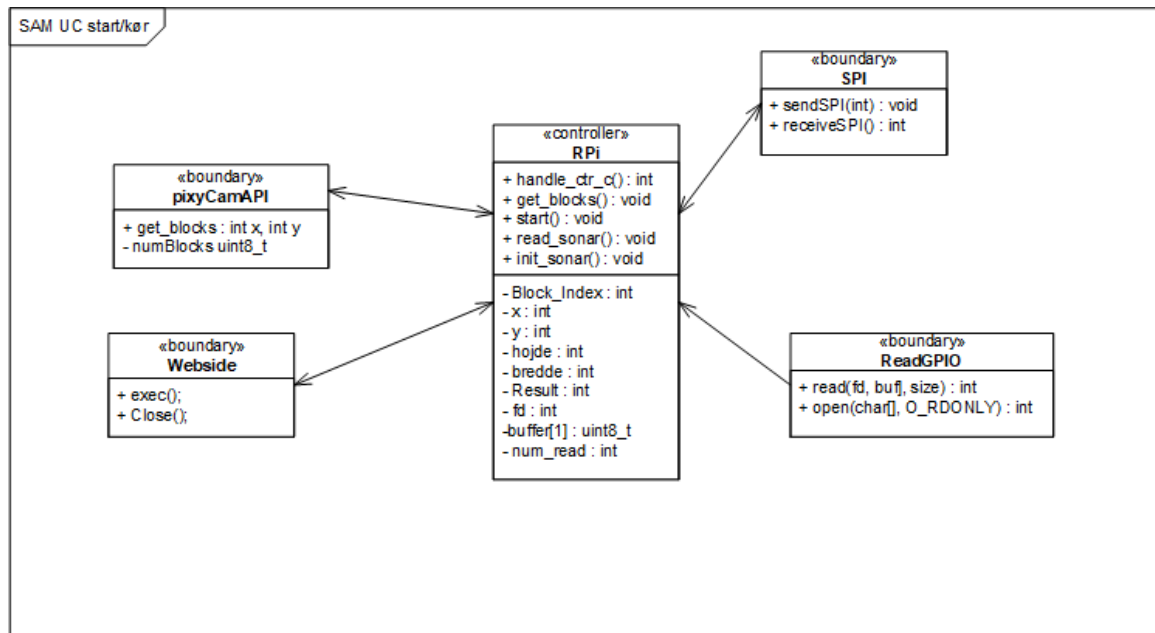 SAM UC start/kør
«boundary»
SPI
+ sendSPI(int) : void
+ receiveSPI() : int
«controller»
RPi
+ handle_ctr_c() : int
+ get_blocks() : void
+ start() : void
+ read_sonar() : void
+ init_sonar() : void
- Block_Index : int
- x : int
- y : int
- hojde : int
- bredde : int
- Result : int
- fd : int
-buffer[1] : uint8_t
- num_read : int
«boundary»
pixyCamAPI
+ get_blocks : int x, int y
- numBlocks uint8_t
«boundary»
Webside
+ exec();
+ Close();
«boundary»
ReadGPIO
+ read(fd, buf], size) : int
+ open(char[], O_RDONLY) : int